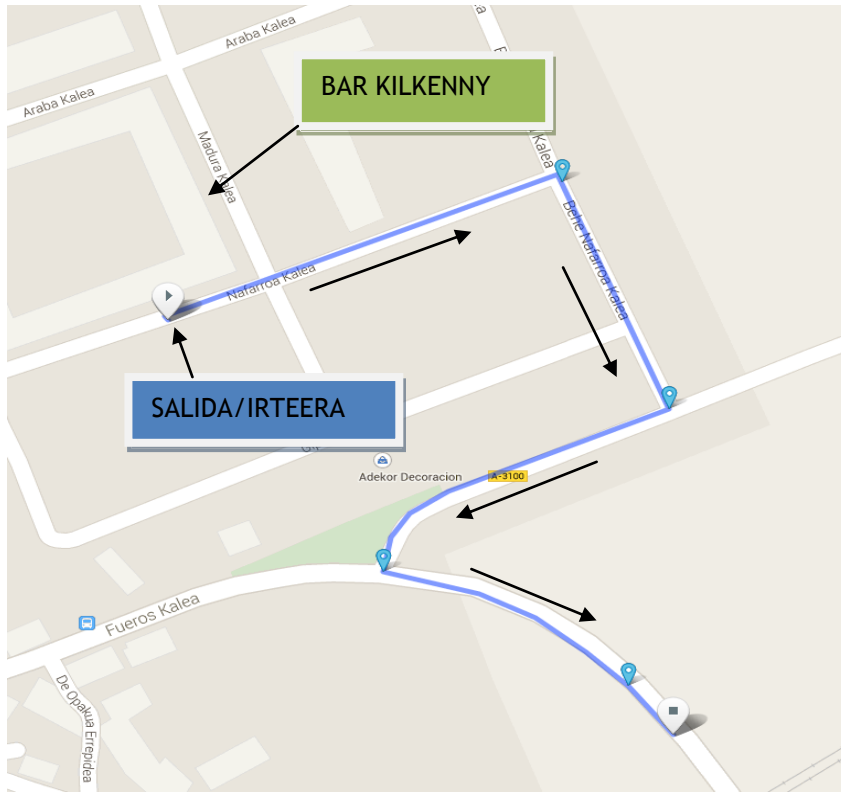 Araba Kalea
BAR KILKENNY
Araba Kalea
Madura Kalea
Kalea
Behe Nafarroa Kalea
Nafarroa Kalea
SALIDA/IRTEERA
Adekor Decoracion
A-3100
Fueros Kalea
De Opakua Errepidea